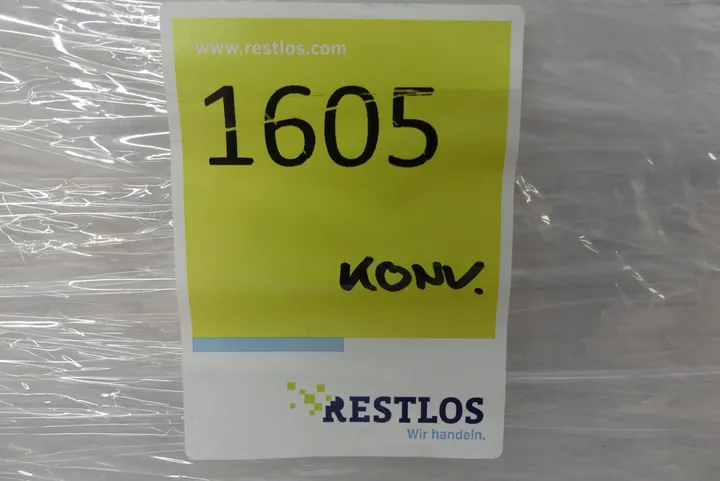 www.restlos.com
1605
KONV.
RESTLOS
Wir handeln.